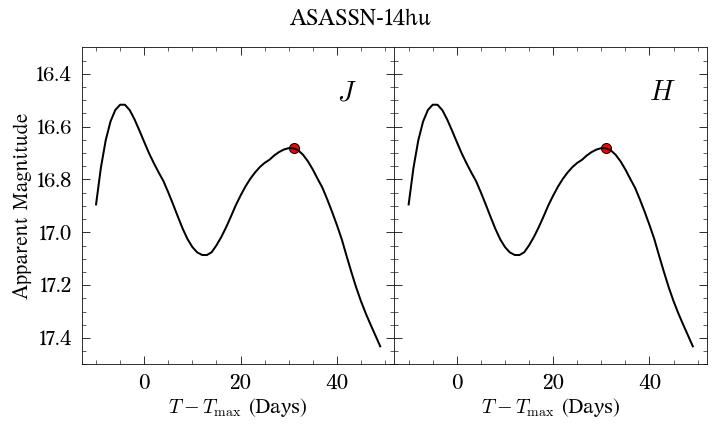 ASASSN-14hu
J
H
16.4
16.6
16.8
17.0
17.2
17.4
Apparent Magnitude
0 20 40
0 20 40
T − Tmax (Days)
T − Tmax (Days)